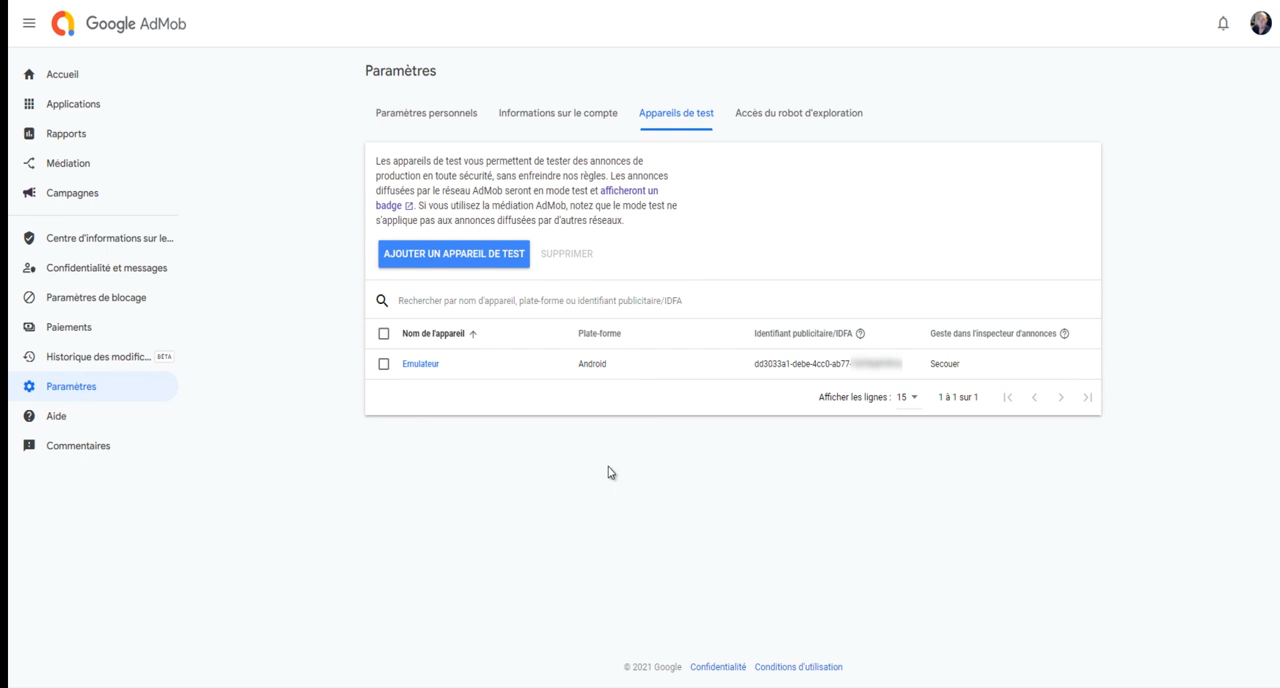 Google AdMob
Accueil
Applications
Rapports
Médiation
Campagnes
Centre d'informations sur le...
Confidentialité et messages
Paramètres de blocage
Paiements
Historique des modific... BÊTA
Paramètres
Aide
Commentaires
Paramètres
Paramètres personnels Informations sur le compte Appareils de test Accès du robot d'exploration
Les appareils de test vous permettent de tester des annonces de
production en toute sécurité, sans enfreindre nos règles. Les annonces
diffusées par le réseau AdMob seront en mode test et afficheront un
badge. Si vous utilisez la médiation AdMob, notez que le mode test ne
s'applique pas aux annonces diffusées par d'autres réseaux.
AJOUTER UN APPAREIL DE TEST SUPPRIMER
Rechercher par nom d'appareil, plate-forme ou identifiant publicitaire/IDFA
Nom de l'appareil Plate-forme Identifiant publicitaire/IDFA Geste dans l'inspecteur d'annonces
Emulateur Android dd3033a1-debe-4cc0-ab77- Secouer
Afficher les lignes : 15 1 à 1 sur 1
© 2021 Google Confidentialité Conditions d'utilisation